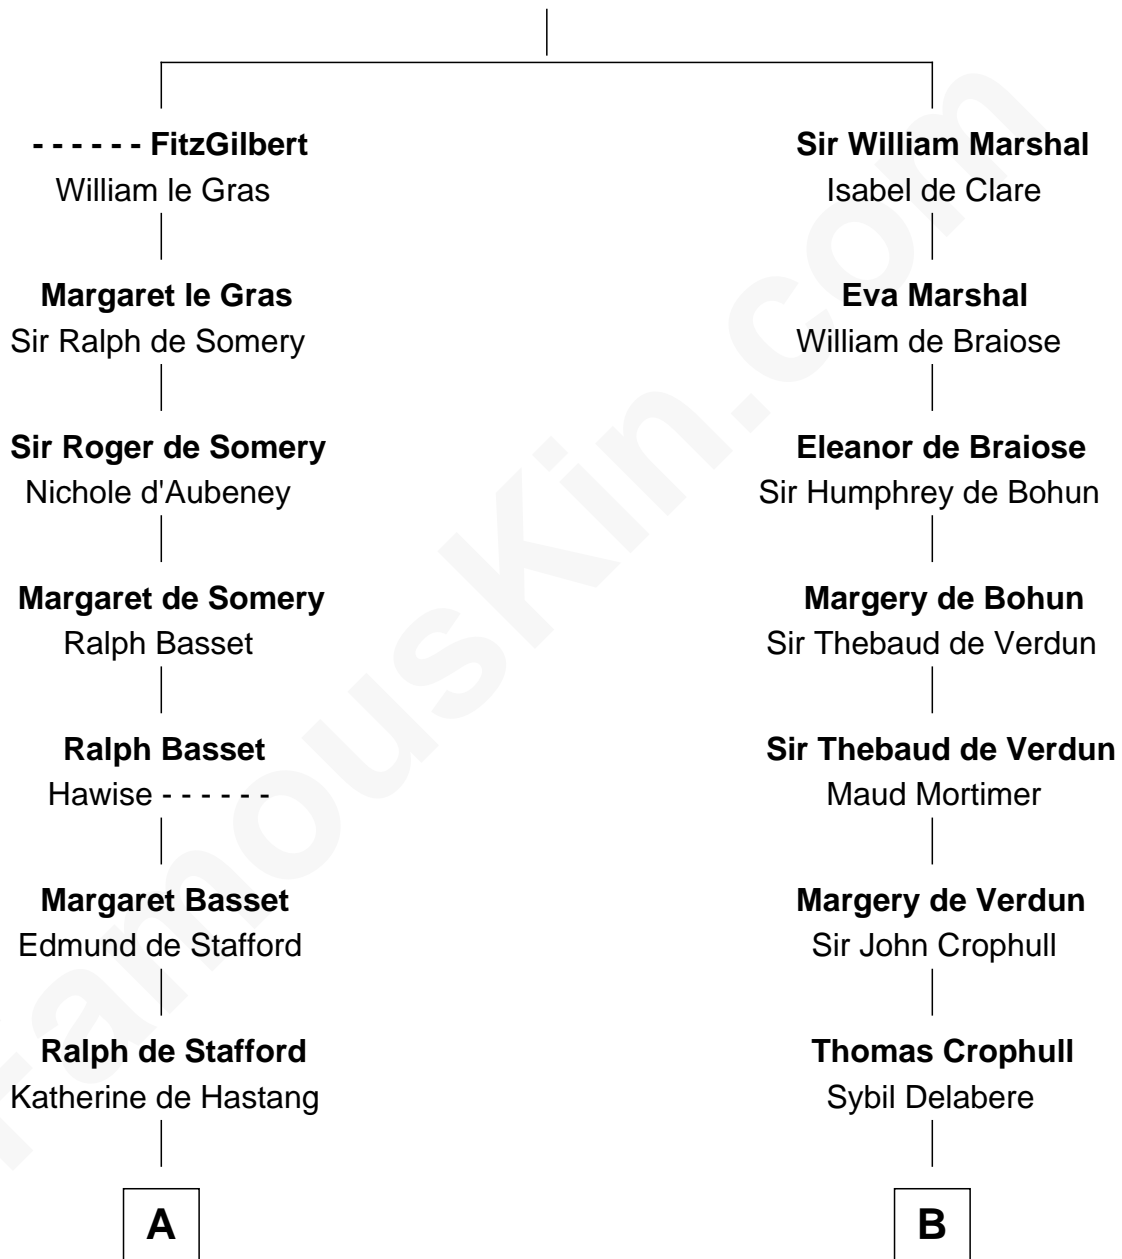 - - - - - - FitzGilbert
William le Gras
Margaret le Gras
Sir Ralph de Somery
Sir Roger de Somery
Nichole d'Aubeney
Margaret de Somery
Ralph Basset
Ralph Basset
Hawise - - - - - -
Margaret Basset
Edmund de Stafford
Ralph de Stafford
Katherine de Hastang
A
Sir William Marshal
Isabel de Clare
Eva Marshal
William de Braiose
Eleanor de Braiose
Sir Humphrey de Bohun
Margery de Bohun
Sir Thebaud de Verdun
Sir Thebaud de Verdun
Maud Mortimer
Margery de Verdun
Sir John Crophull
Thomas Crophull
Sybil Delabere
B
FamousKin.com